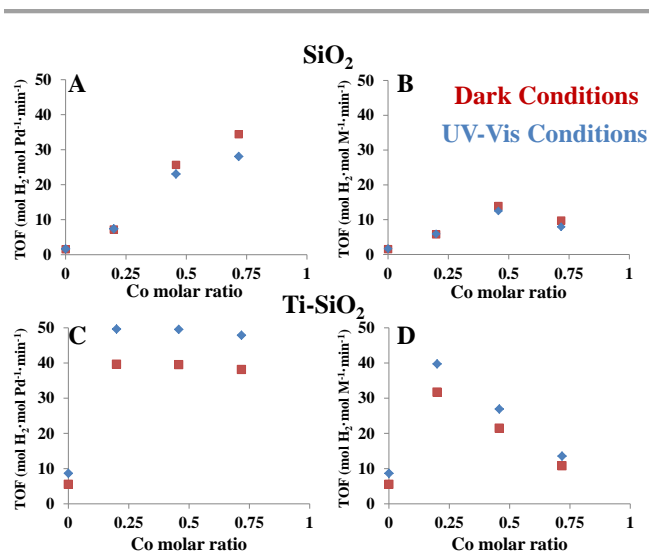 SiO2
A
B
TOF (mol H2·mol Pd-1·min-1)
50
40
30
20
10
0
0
0.25
0.5
0.75
1
Co molar ratio
TOF (mol H2·mol M-1·min-1)
50
40
30
20
10
0
0
0.25
0.5
0.75
1
Co molar ratio
Dark Conditions
UV-Vis Conditions
Ti-SiO2
C
D
TOF (mol H2·mol Pd-1·min-1)
50
40
30
20
10
0
0
0.25
0.5
0.75
1
Co molar ratio
TOF (mol H2·mol M-1·min-1)
50
40
30
20
10
0
0
0.25
0.5
0.75
1
Co molar ratio